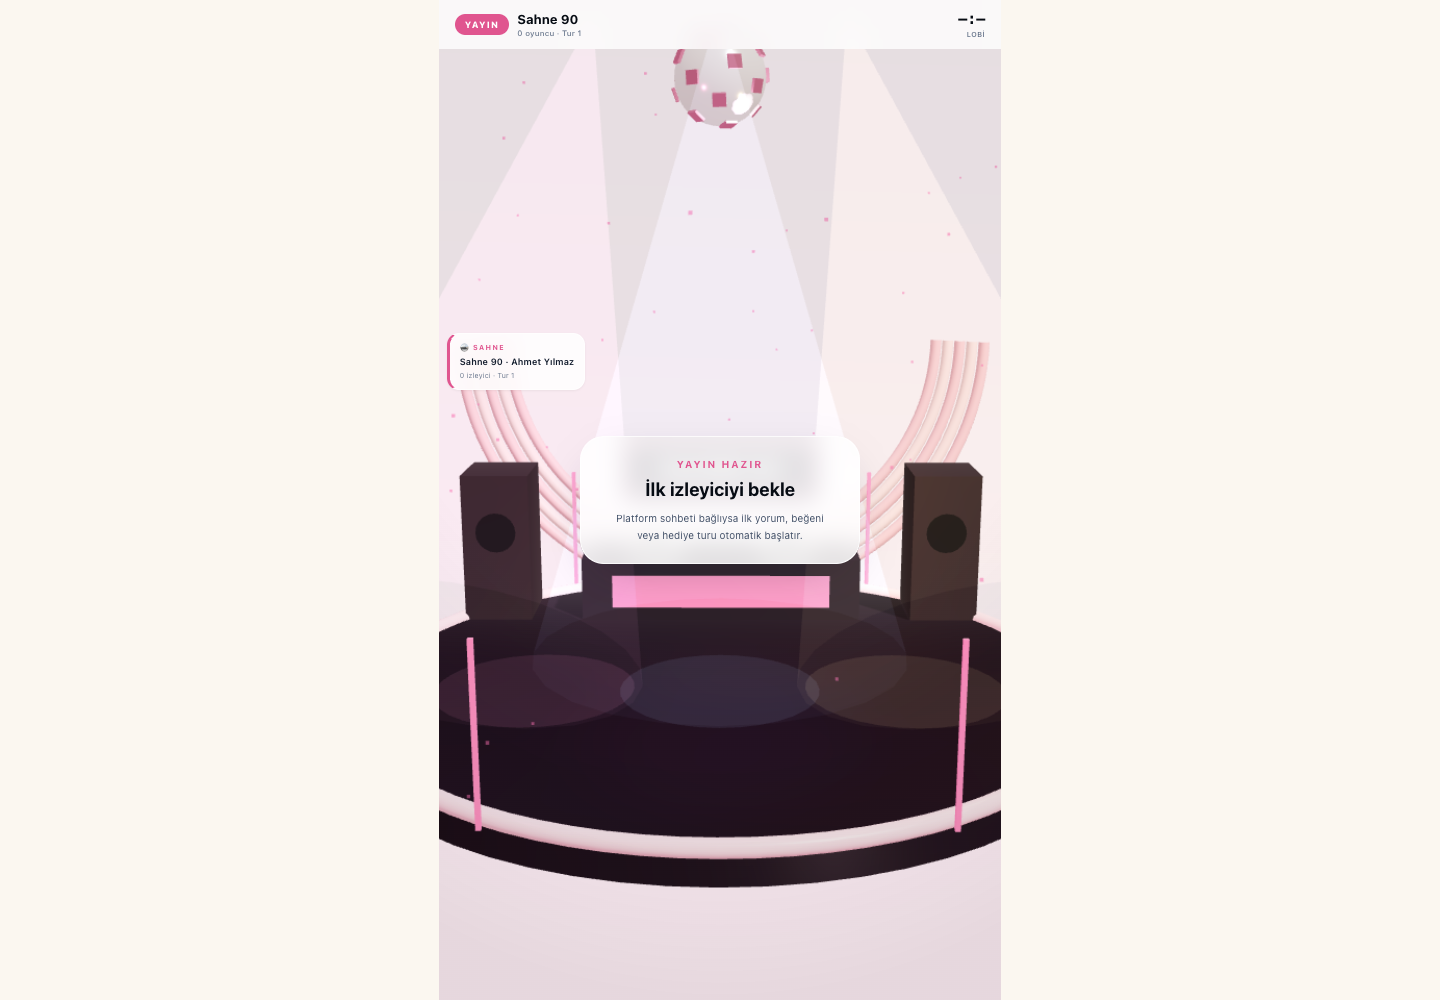 YAYIN
Sahne 90
0 oyuncu · Tur 1
–:–
LOBİ
SAHNE
Sahne 90 · Ahmet Yılmaz
0 izleyici · Tur 1
YAYIN HAZIR
İlk izleyiciyi bekle
Platform sohbeti bağlıysa ilk yorum, beğeni
veya hediye turu otomatik başlatır.